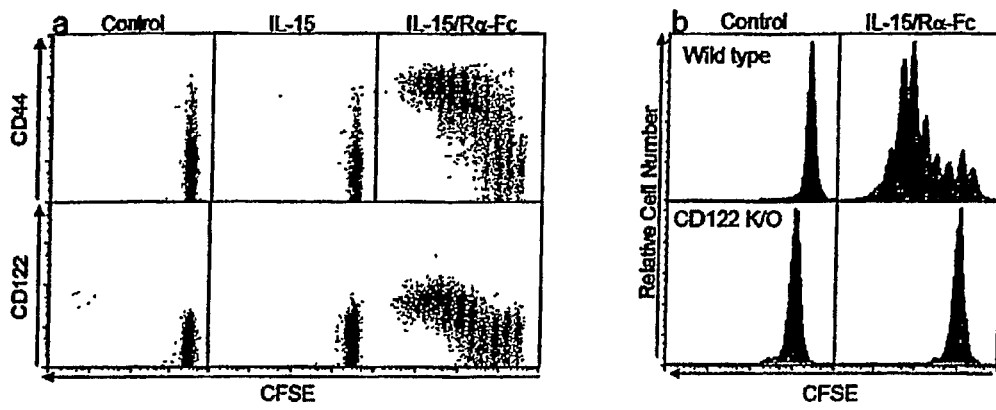 a
Control
IL-15
IL-15/Rα-Fc
CD44
CD122
CFSE
b
Control
IL-15/Rα-Fc
Wild type
CD122 K/O
Relative Cell Number
CFSE